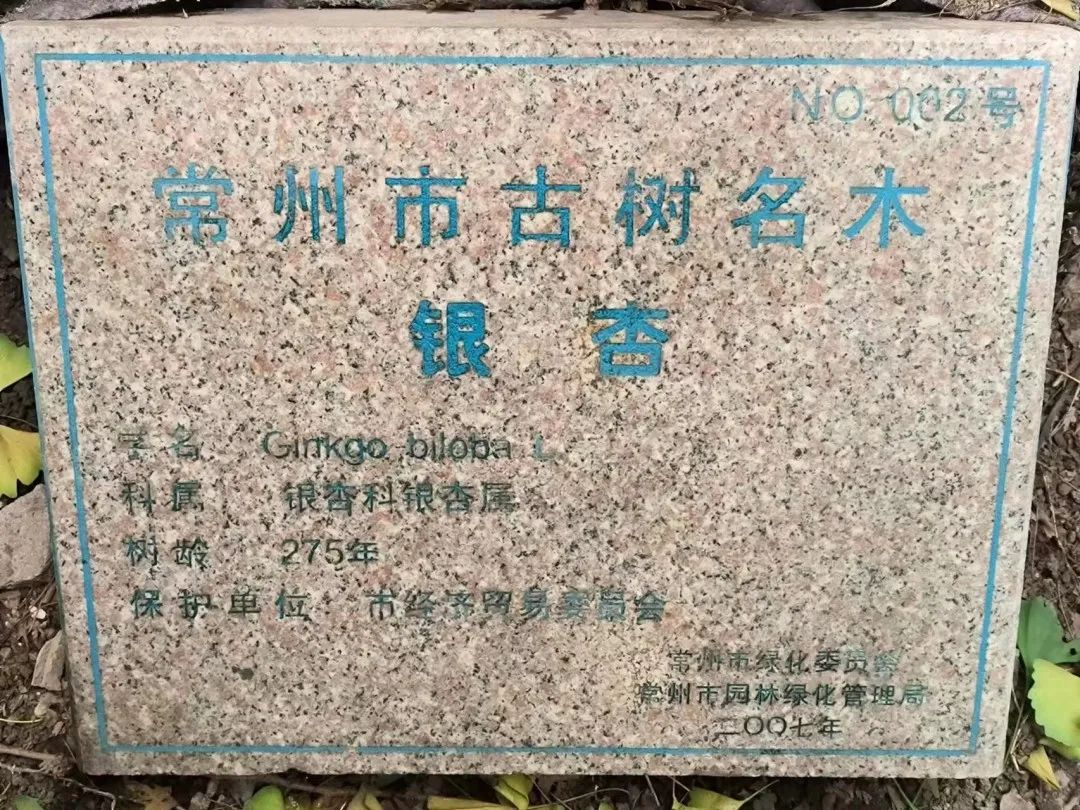 NO 002号
常州市古树名木
银杏
学名 Ginkgo biloba L
科属 银杏科银杏属
树龄 275年
保护单位 市经济贸易委员会
常州市绿化委员会
常州市园林绿化管理局
二〇〇七年